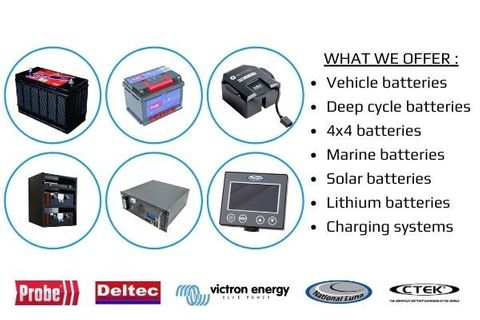 WHAT WE OFFER :
• Vehicle batteries
• Deep cycle batteries
• 4x4 batteries
• Marine batteries
• Solar batteries
• Lithium batteries
• Charging systems
Probe
Deltec
victron energy
BLUE POWER
National Luna
CTEK